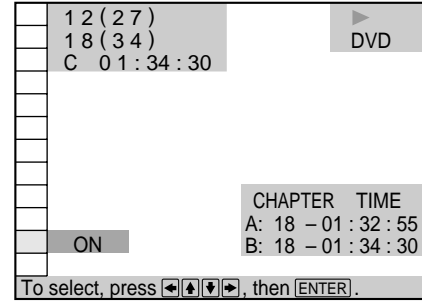 12(27)
18(34)
C 01:34:30
▶
DVD
CHAPTER TIME
A: 18 – 01:32:55
B: 18 – 01:34:30
ON
To select, press ←↑↓→, then ENTER.